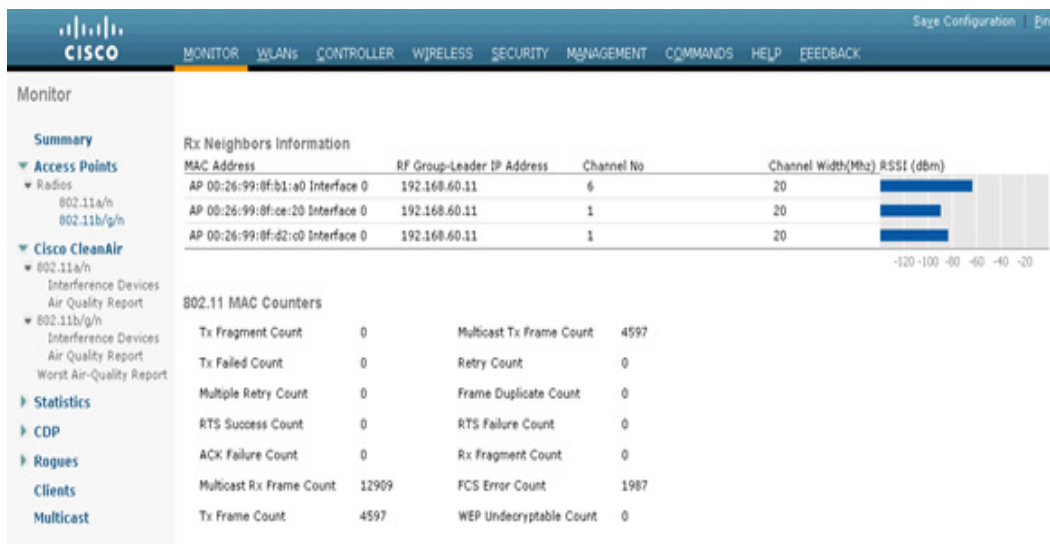 Save Configuration
CISCO
MONITOR WLANs CONTROLLER WIRELESS SECURITY MANAGEMENT COMMANDS HELP FEEDBACK
Monitor
Summary
Access Points
Radios
802.11a/n
802.11b/g/n
Cisco CleanAir
802.11a/n
Interference Devices
Air Quality Report
802.11b/g/n
Interference Devices
Air Quality Report
Worst Air-Quality Report
Statistics
CDP
Rogues
Clients
Multicast
Rx Neighbors Information
MAC Address RF Group-Leader IP Address Channel No Channel Width(Mhz) RSSI (dBm)
AP 00:26:99:8f:b1:a0 Interface 0 192.168.60.11 6 20
AP 00:26:99:8f:ce:20 Interface 0 192.168.60.11 1 20
AP 00:26:99:8f:d2:c0 Interface 0 192.168.60.11 1 20
-120 -100 -80 -60 -40 -20
802.11 MAC Counters
Tx Fragment Count 0 Multicast Tx Frame Count 4597
Tx Failed Count 0 Retry Count 0
Multiple Retry Count 0 Frame Duplicate Count 0
RTS Success Count 0 RTS Failure Count 0
ACK Failure Count 0 Rx Fragment Count 0
Multicast Rx Frame Count 12909 FCS Error Count 1987
Tx Frame Count 4597 WEP Undecryptable Count 0